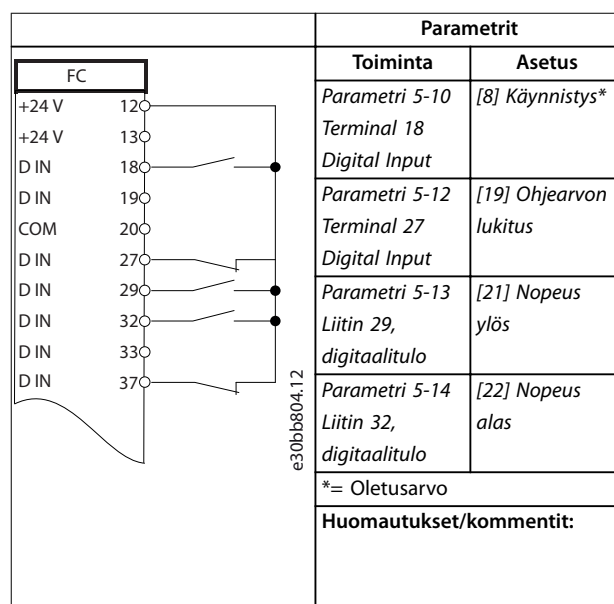 FC
+24 V 12
+24 V 13
D IN 18
D IN 19
COM 20
D IN 27
D IN 29
D IN 32
D IN 33
D IN 37
e30bb804.12
Parametrit
Toiminta Asetus
Parametri 5-10 [8] Käynnistys*
Terminal 18
Digital Input
Parametri 5-12 [19] Ohjearvon
Terminal 27 lukitus
Digital Input
Parametri 5-13 [21] Nopeus
Liitin 29, ylös
digitaalitulo
Parametri 5-14 [22] Nopeus
Liitin 32, alas
digitaalitulo
*= Oletusarvo
Huomautukset/kommentit: